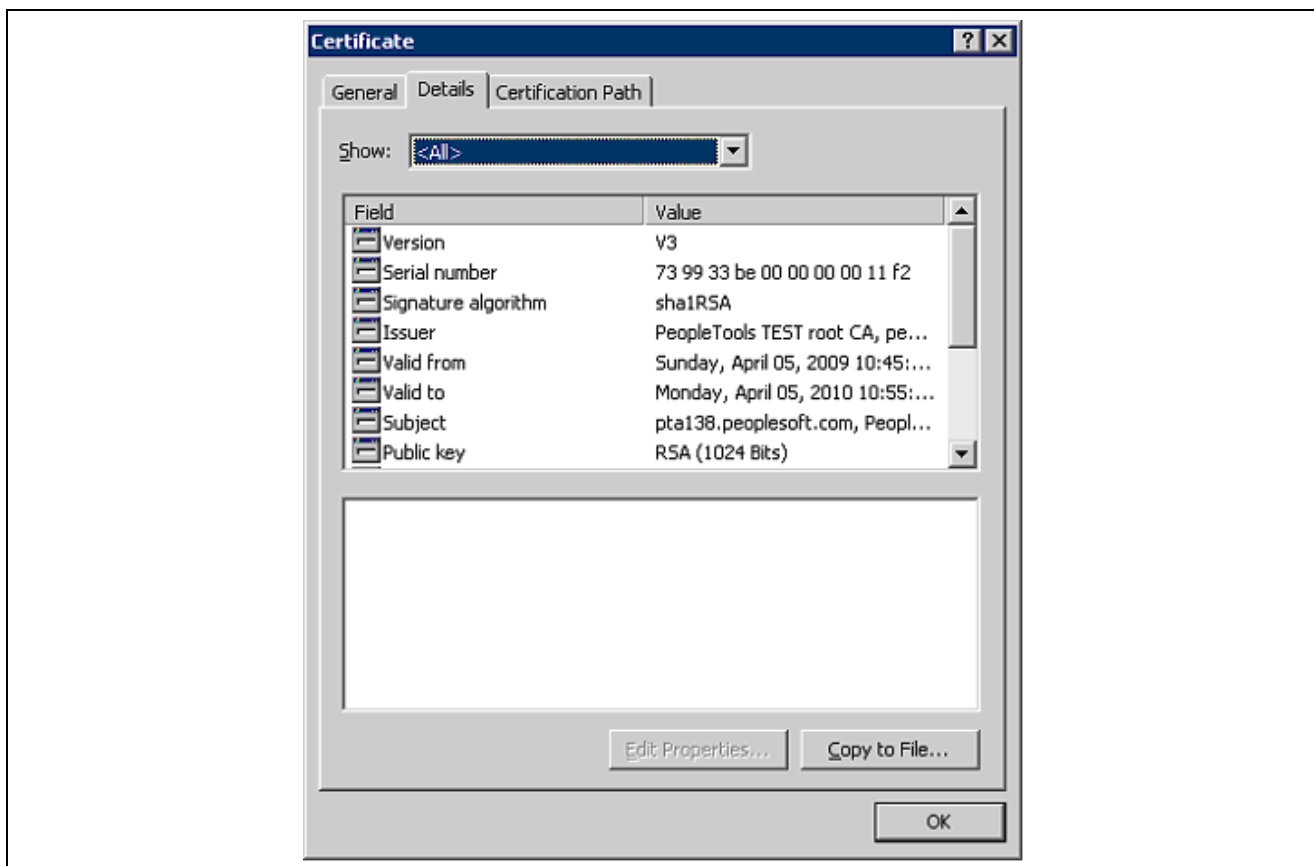 Certificate
General Details Certification Path
Show: <All>
Field Value
Version V3
Serial number 73 99 33 be 00 00 00 00 11 f2
Signature algorithm sha1RSA
Issuer PeopleTools TEST root CA, pe...
Valid from Sunday, April 05, 2009 10:45:...
Valid to Monday, April 05, 2010 10:55:...
Subject pta138.peoplesoft.com, Peopl...
Public key RSA (1024 Bits)
Edit Properties... Copy to File...
OK